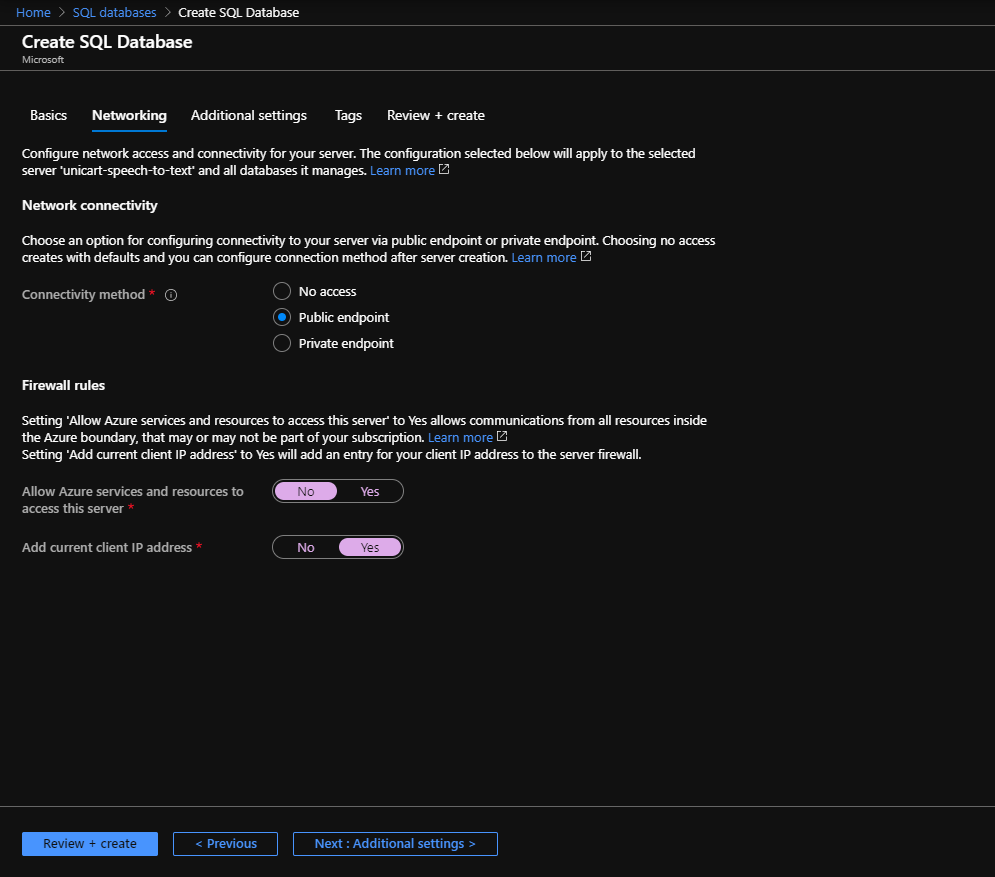 Home > SQL databases > Create SQL Database
Create SQL Database
Microsoft
Basics Networking Additional settings Tags Review + create
Configure network access and connectivity for your server. The configuration selected below will apply to the selected
server 'unicart-speech-to-text' and all databases it manages. Learn more
Network connectivity
Choose an option for configuring connectivity to your server via public endpoint or private endpoint. Choosing no access
creates with defaults and you can configure connection method after server creation. Learn more
Connectivity method *
No access
Public endpoint
Private endpoint
Firewall rules
Setting 'Allow Azure services and resources to access this server' to Yes allows communications from all resources inside
the Azure boundary, that may or may not be part of your subscription. Learn more
Setting 'Add current client IP address' to Yes will add an entry for your client IP address to the server firewall.
Allow Azure services and resources to
access this server *
No Yes
Add current client IP address * No Yes
Review + create < Previous Next : Additional settings >